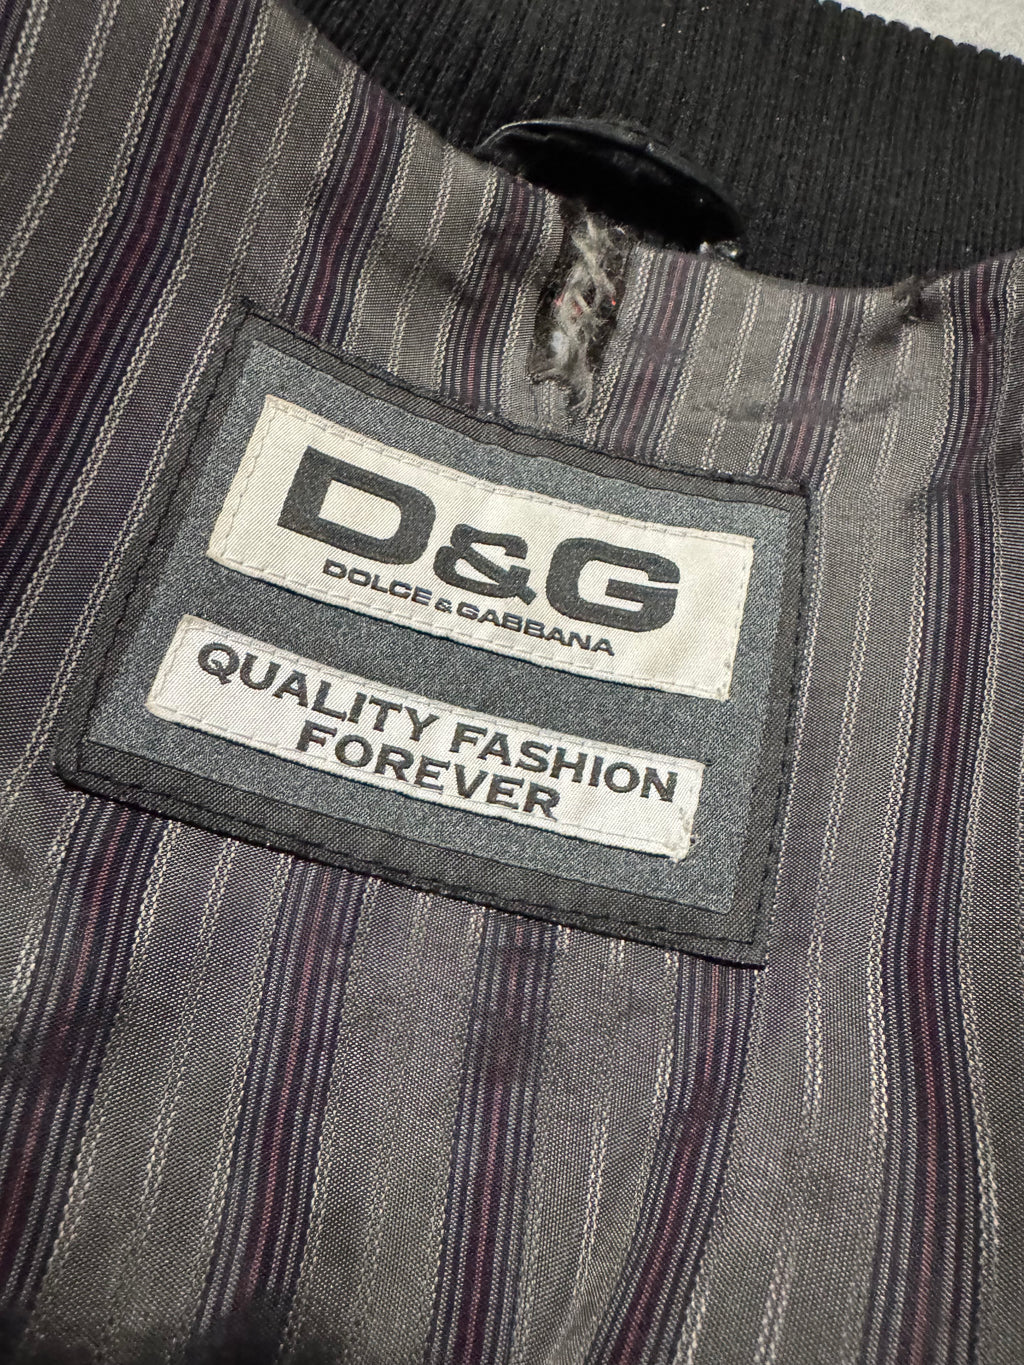 D&G
DOLCE & GABBANA
QUALITY FASHION
FOREVER